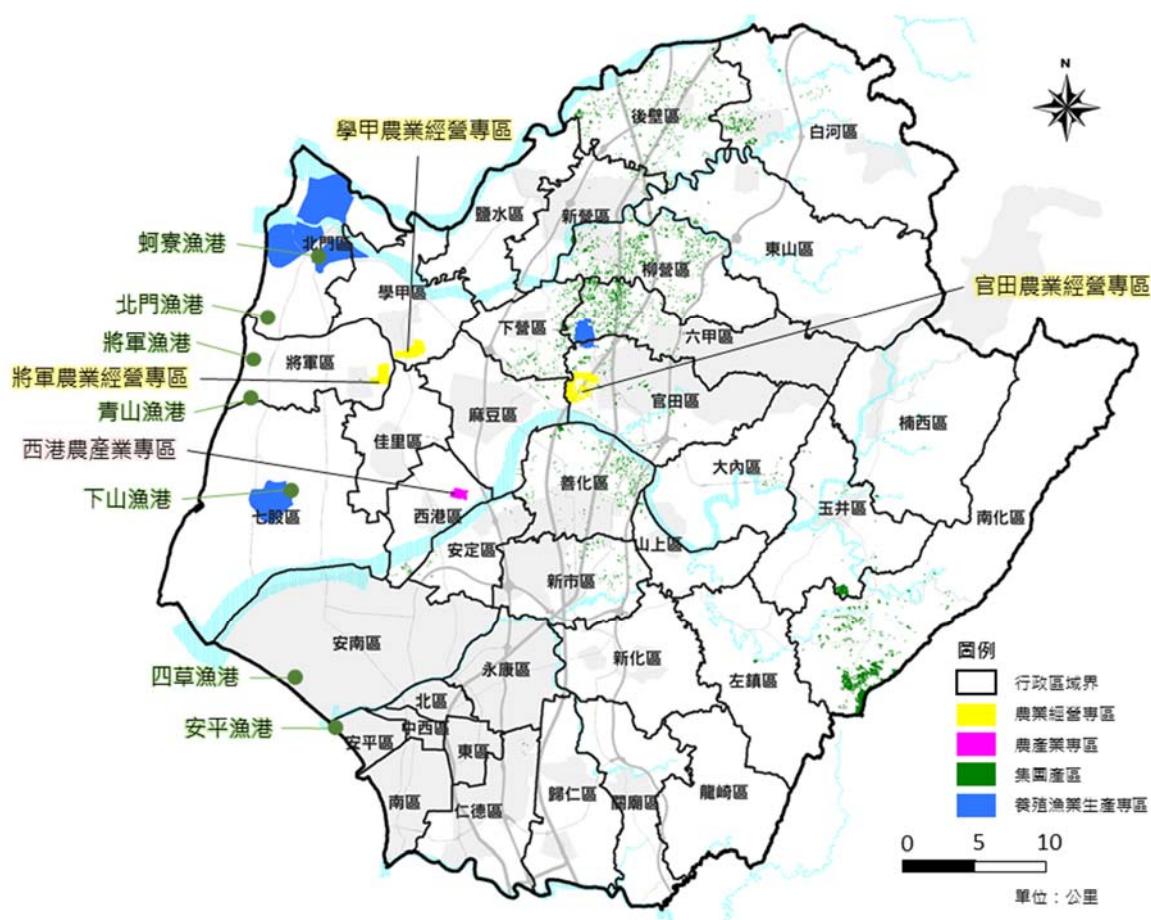 N
後壁區
白河區
學甲農業經營專區
鹽水區
新營區
蚵寮漁港
北門區
東山區
柳營區
學甲區
官田農業經營專區
北門漁港
下營區
六甲區
將軍漁港
將軍區
將軍農業經營專區
官田區
青山漁港
麻豆區
楠西區
佳里區
西港農產業專區
大內區
善化區
下山漁港
玉井區
七股區
西港區
南化區
安定區
山上區
新市區
安南區
新化區
永康區
左鎮區
四草漁港
北區
安平漁港
中西區
安平區
東區
南區
仁德區
歸仁區
關廟區
龍崎區
圖例
行政區域界
農業經營專區
農產業專區
集團產區
養殖漁業生產專區
0 5 10
單位：公里